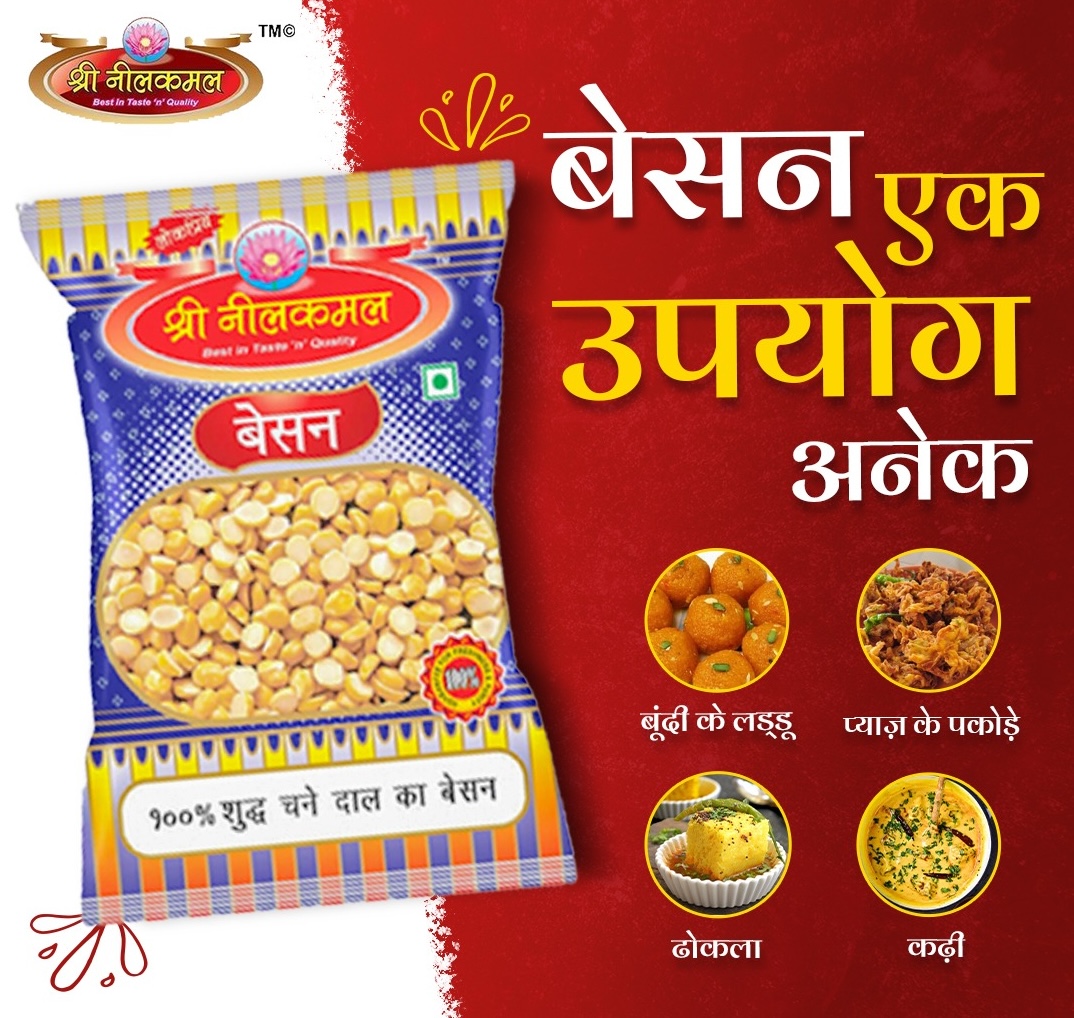 TM©
श्री नीलकमल
Best in Taste 'n' Quality
बेसन एक
उपयोग
अनेक
लोकप्रिय
श्री नीलकमल
Best in Taste 'n' Quality
बेसन
100%
१००% शुद्ध चने दाल का बेसन
बूंदी के लड्डू
प्याज़ के पकोड़े
ढोकला
कढ़ी